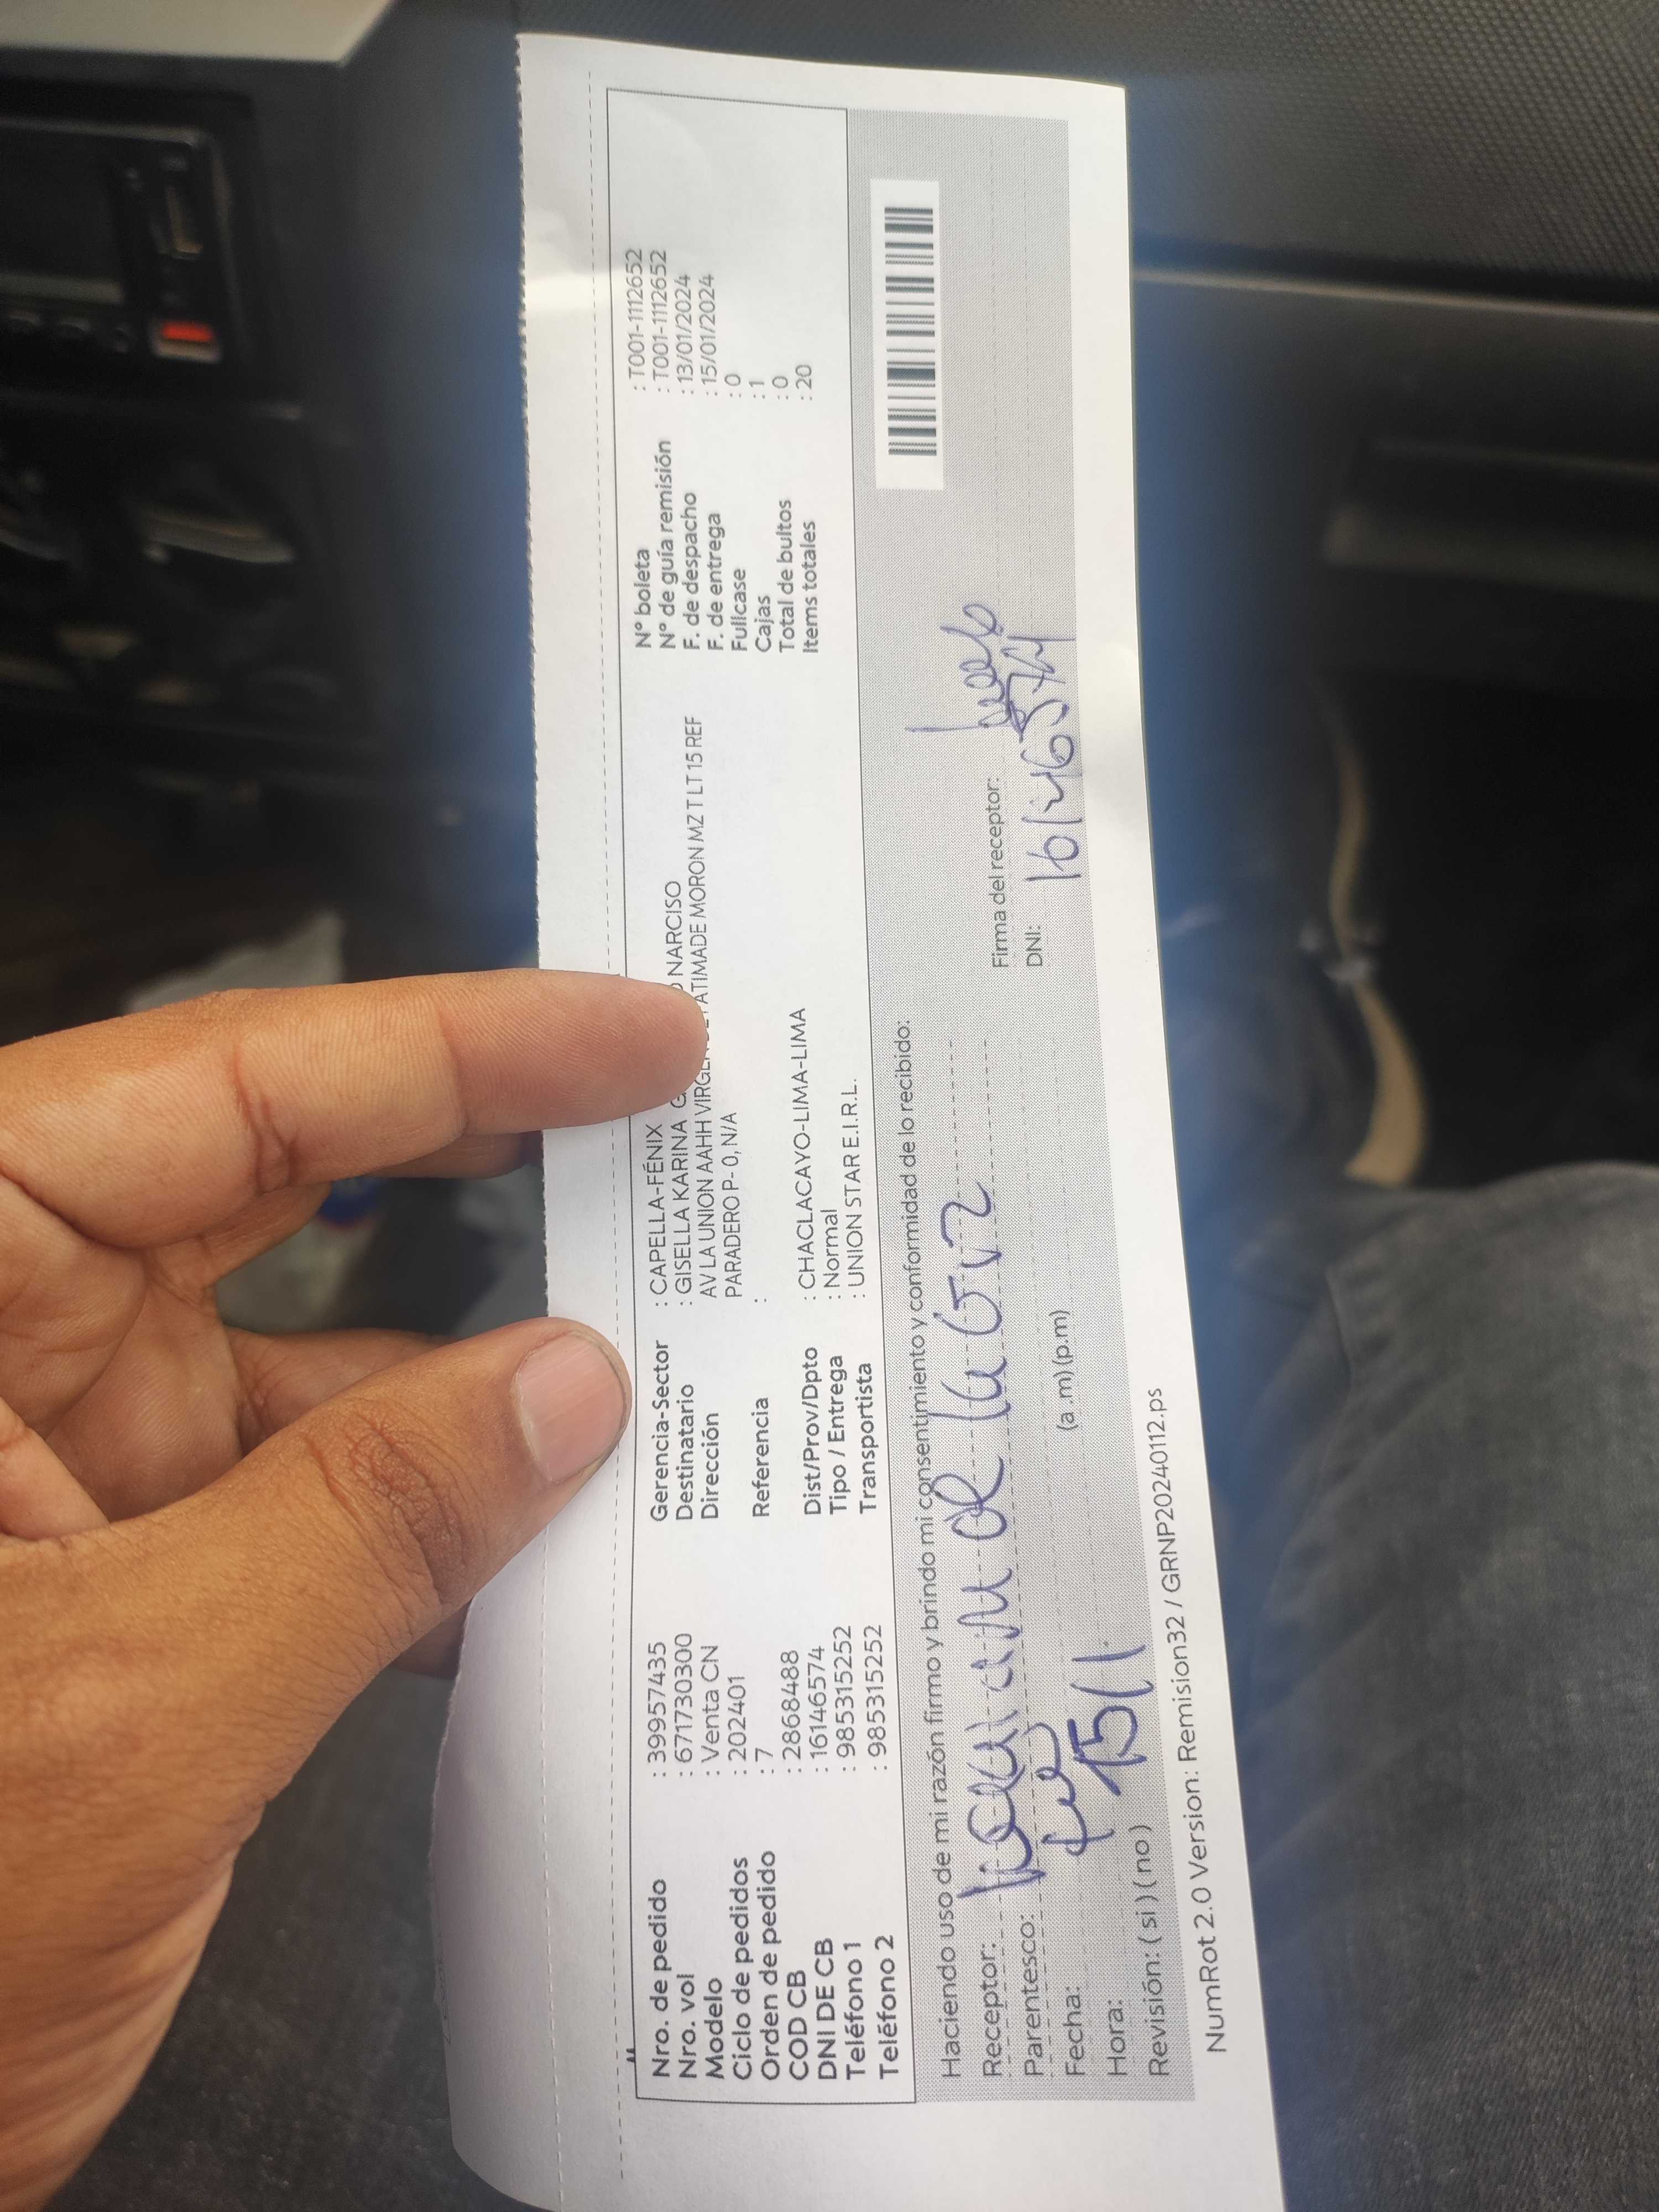 Nro. de pedido : 39957435
Nro. vol : 671730300
Modelo : Venta CN
Ciclo de pedidos : 202401
Orden de pedido : 7
COD CB : 2868488
DNI DE CB : 16146574
Teléfono 1 : 985315252
Teléfono 2 : 985315252
Gerencia-Sector : CAPELLA-FÉNIX
Destinatario : GISELLA KARINA NARCISO
Dirección AV LA UNION AAHH ATIMADE MORON MZ T LT 15 REF
PARADERO P- 0, N/A
Referencia :
Dist/Prov/Dpto : CHACLACAYO-LIMA-LIMA
Tipo / Entrega : Normal
Transportista : UNION STAR E.I.R.L.
N° boleta : T001-1112652
N° de guía remisión : T001-1112652
F. de despacho : 13/01/2024
F. de entrega : 15/01/2024
Fullcase : 0
Cajas : 1
Total de bultos : 0
Items totales : 20
Haciendo uso de mi razón firmo y brindo mi consentimiento y conformidad de lo recibido:
Receptor: de la Cruz
Parentesco:
Fecha: 15/1
Hora: (a .m) (p.m)
Revisión: ( si ) ( no )
Firma del receptor:
DNI: 16146574
NumRot 2.0 Version: Remision32 / GRNP20240112.ps